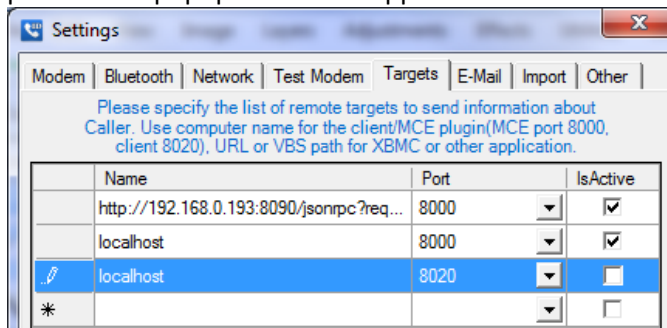 Settings
Modem Bluetooth Network Test Modem Targets E-Mail Import Other
Please specify the list of remote targets to send information about
Caller. Use computer name for the client/MCE plugin(MCE port 8000,
client 8020), URL or VBS path for XBMC or other application.
Name Port IsActive
http://192.168.0.193:8090/jsonrpc?req... 8000
localhost 8000
localhost 8020